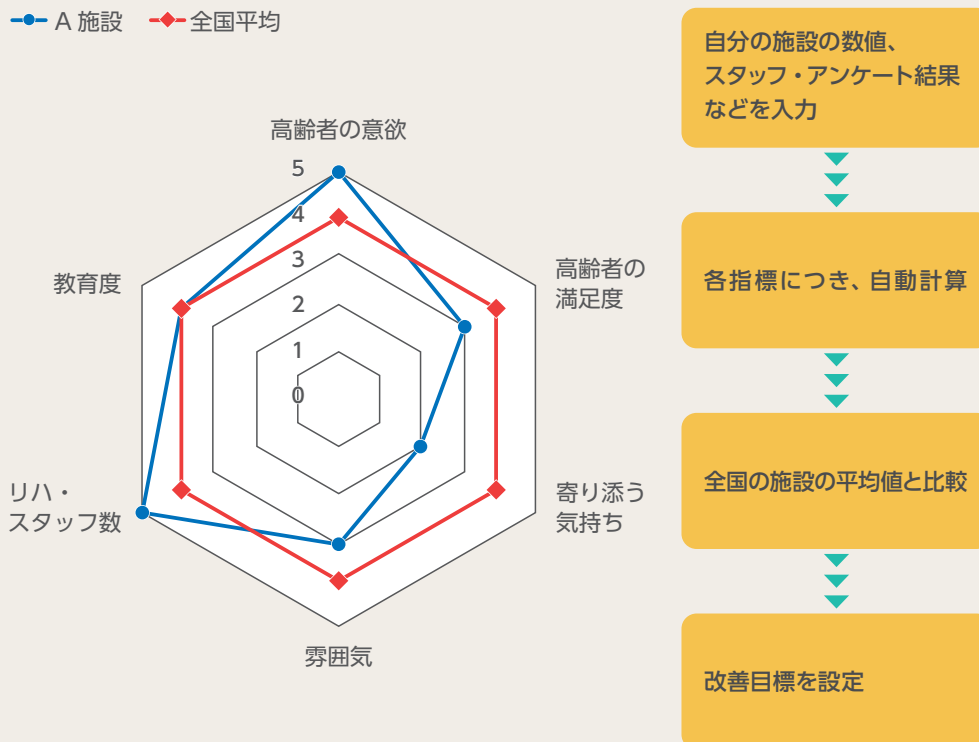 A 施設
全国平均
高齢者の意欲
高齢者の
満足度
寄り添う
気持ち
雰囲気
リハ・
スタッフ数
教育度
5
4
3
2
1
0
自分の施設の数値、
スタッフ・アンケート結果
などを入力
各指標につき、自動計算
全国の施設の平均値と比較
改善目標を設定